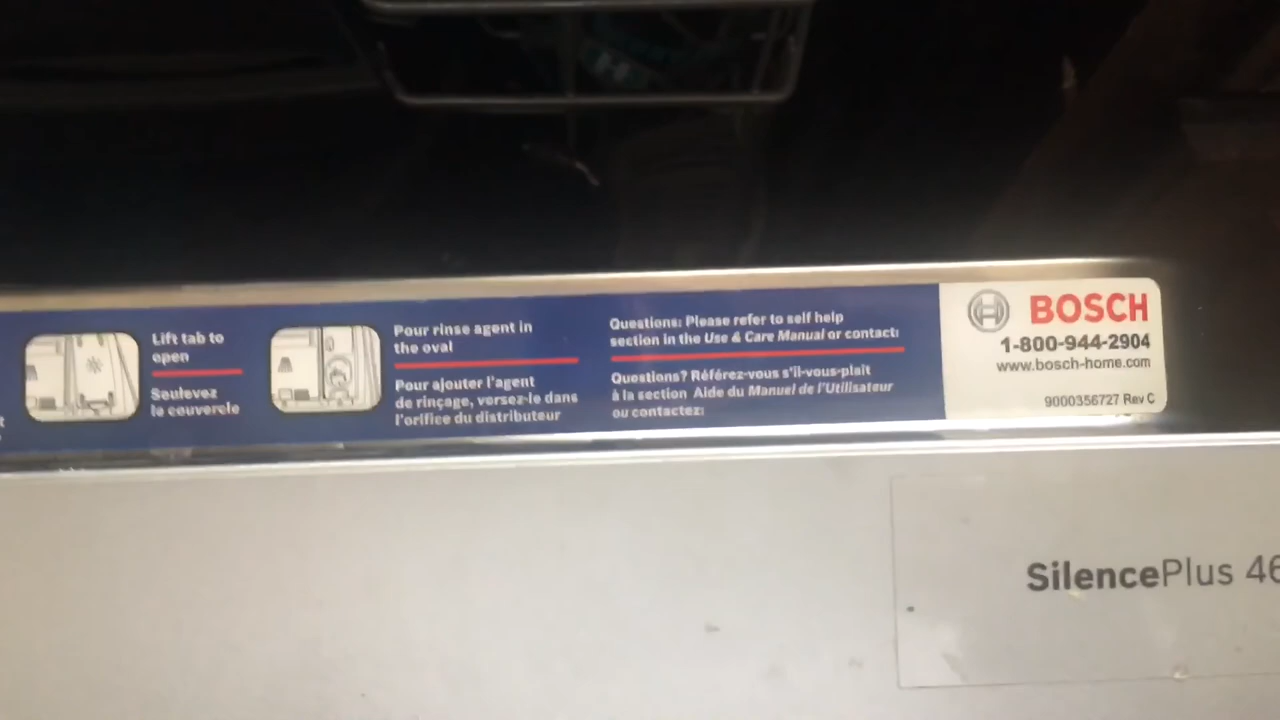 Lift tab to
open
Soulevez
le couvercle
Pour rinse agent in
the oval
Pour ajouter l'agent
de rinçage, versez-le dans
l'orifice du distributeur
Questions: Please refer to self help
section in the Use & Care Manual or contact:
Questions? Référez-vous s'il-vous-plait
à la section Aide du Manuel de l'Utilisateur
ou contactez:
BOSCH
1-800-944-2904
www.bosch-home.com
9000356727 Rev C
SilencePlus 46